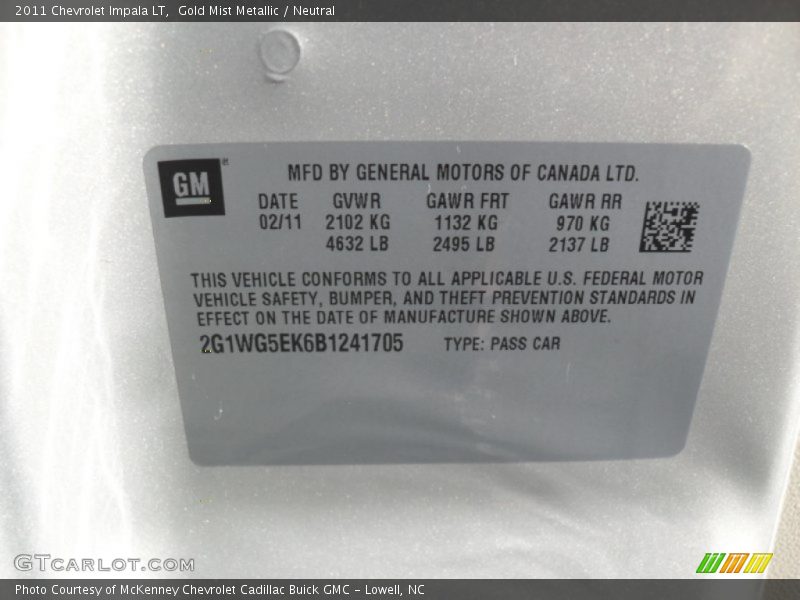 2011 Chevrolet Impala LT, Gold Mist Metallic / Neutral
GM ®
MFD BY GENERAL MOTORS OF CANADA LTD.
DATE GVWR GAWR FRT GAWR RR
02/11 2102 KG 1132 KG 970 KG
4632 LB 2495 LB 2137 LB
THIS VEHICLE CONFORMS TO ALL APPLICABLE U.S. FEDERAL MOTOR
VEHICLE SAFETY, BUMPER, AND THEFT PREVENTION STANDARDS IN
EFFECT ON THE DATE OF MANUFACTURE SHOWN ABOVE.
2G1WG5EK6B1241705 TYPE: PASS CAR
GTCARLOT.COM
Photo Courtesy of McKenney Chevrolet Cadillac Buick GMC - Lowell, NC